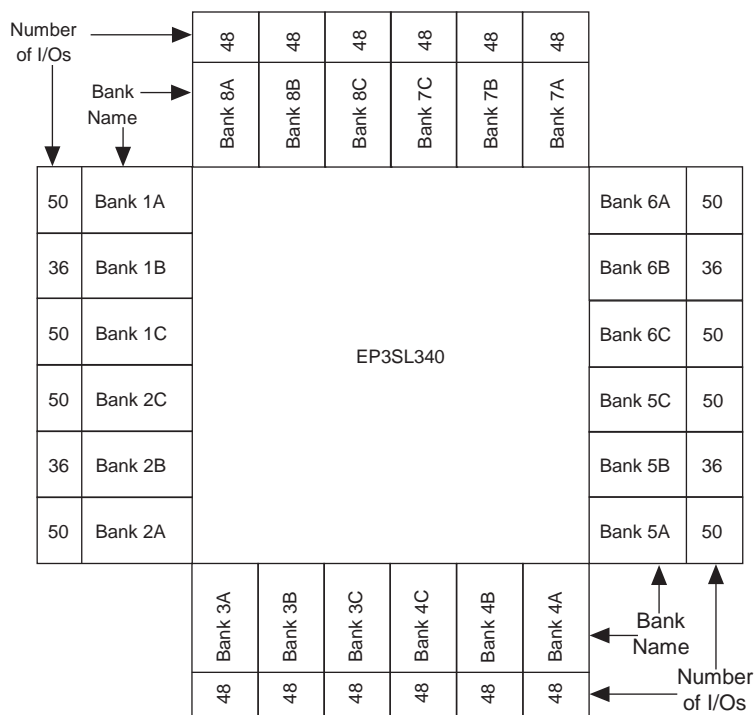 Number
of I/Os
48 48 48 48 48 48
Bank
Name
Bank 8A Bank 8B Bank 8C Bank 7C Bank 7B Bank 7A
50 Bank 1A Bank 6A 50
36 Bank 1B Bank 6B 36
50 Bank 1C Bank 6C 50
EP3SL340
50 Bank 2C Bank 5C 50
36 Bank 2B Bank 5B 36
50 Bank 2A Bank 5A 50
Bank 3A Bank 3B Bank 3C Bank 4C Bank 4B Bank 4A
Bank
Name
48 48 48 48 48 48
Number
of I/Os